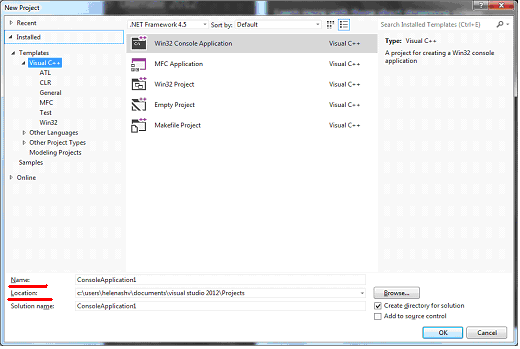 New Project
Recent
.NET Framework 4.5 Sort by: Default
Search Installed Templates (Ctrl+E)
Installed
Templates
Visual C++
ATL
CLR
General
MFC
Test
Win32
Other Languages
Other Project Types
Modeling Projects
Samples
Online
Win32 Console Application Visual C++
MFC Application Visual C++
Win32 Project Visual C++
Empty Project Visual C++
Makefile Project Visual C++
Type: Visual C++
A project for creating a Win32 console
application
Name: ConsoleApplication1
Location: c:\users\helenashv\documents\visual studio 2012\Projects
Browse...
Solution name: ConsoleApplication1
Create directory for solution
Add to source control
OK Cancel